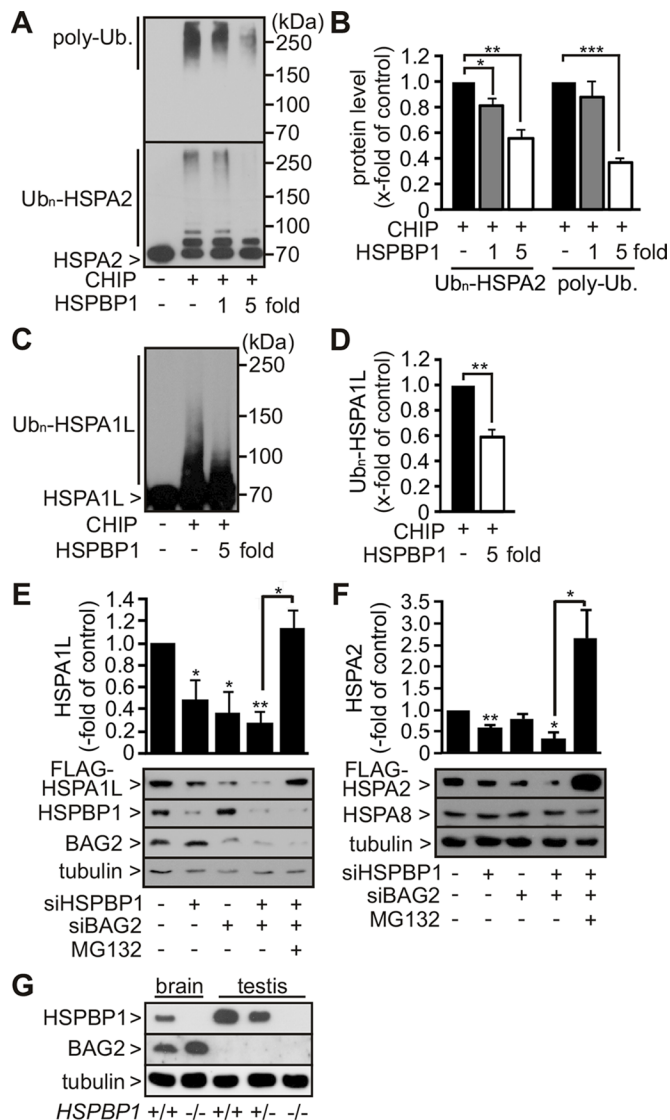 A
(kDa)
poly-Ub.
250
150
100
70
Ubn-HSPA2
250
150
100
HSPA2 >
70
CHIP - + + +
HSPBP1 - - 1 5 fold
B
protein level
(x-fold of control)
1.2
1.0
0.8
0.6
0.4
0.2
0
**
*
***
CHIP + + + + + +
HSPBP1 - 1 5 - 1 5 fold
Ubn-HSPA2 poly-Ub.
C
(kDa)
250
150
100
70
Ubn-HSPA1L
HSPA1L >
CHIP - + +
HSPBP1 - - 5 fold
D
Ubn-HSPA1L
(x-fold of control)
1.2
1.0
0.8
0.6
0.4
0.2
0
**
CHIP + +
HSPBP1 - 5 fold
E
HSPA1L
(-fold of control)
1.4
1.2
1.0
0.8
0.6
0.4
0.2
0
* * ** *
FLAG-
HSPA1L >
HSPBP1 >
BAG2 >
tubulin >
siHSPBP1 - + - + +
siBAG2 - - + + +
MG132 - - - - +
F
HSPA2
(-fold of control)
3.5
3.0
2.5
2.0
1.5
1.0
0.5
0.0
** * *
FLAG-
HSPA2 >
HSPA8 >
tubulin >
siHSPBP1 - + - + +
siBAG2 - - + + +
MG132 - - - - +
G
brain testis
HSPBP1 >
BAG2 >
tubulin >
HSPBP1 +/+ -/- +/+ +/- -/-